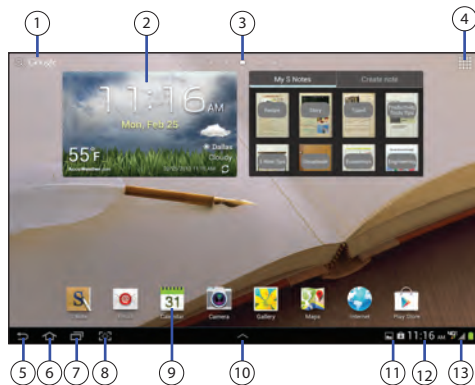 1
2
3
4
Google
11:16 AM
Mon, Feb 25
55°F
Dallas
Cloudy
AccuWeather.com
My S Notes
Create note
Calendar
31
Camera
Gallery
Maps
Internet
Play Store
11:16 AM
5
6
7
8
9
10
11
12
13